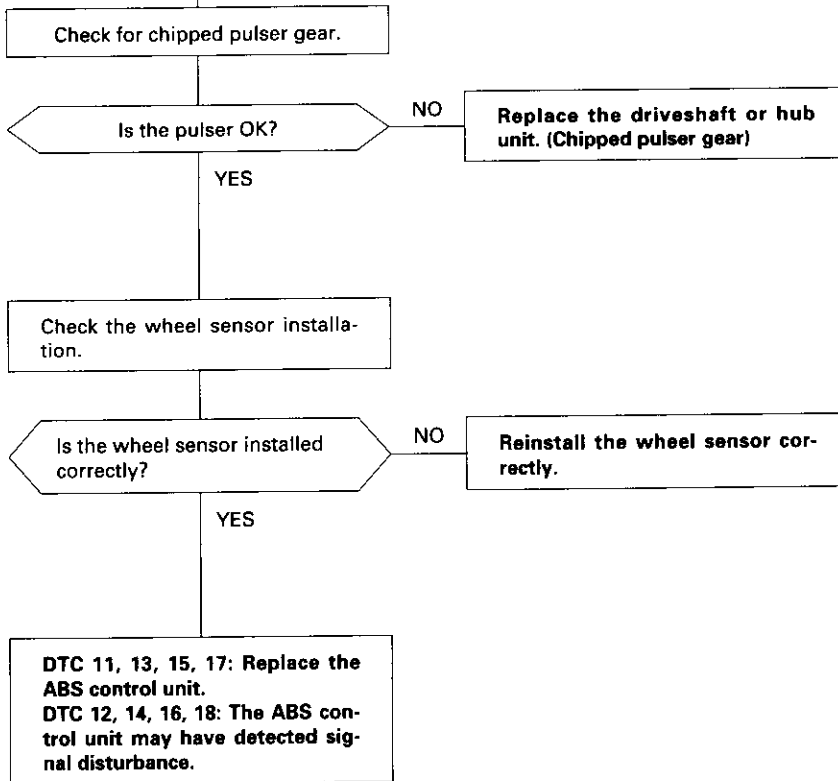 Check for chipped pulser gear.
Is the pulser OK?
NO
Replace the driveshaft or hub
unit. (Chipped pulser gear)
YES
Check the wheel sensor installa-
tion.
Is the wheel sensor installed
correctly?
NO
Reinstall the wheel sensor cor-
rectly.
YES
DTC 11, 13, 15, 17: Replace the
ABS control unit.
DTC 12, 14, 16, 18: The ABS con-
trol unit may have detected sig-
nal disturbance.